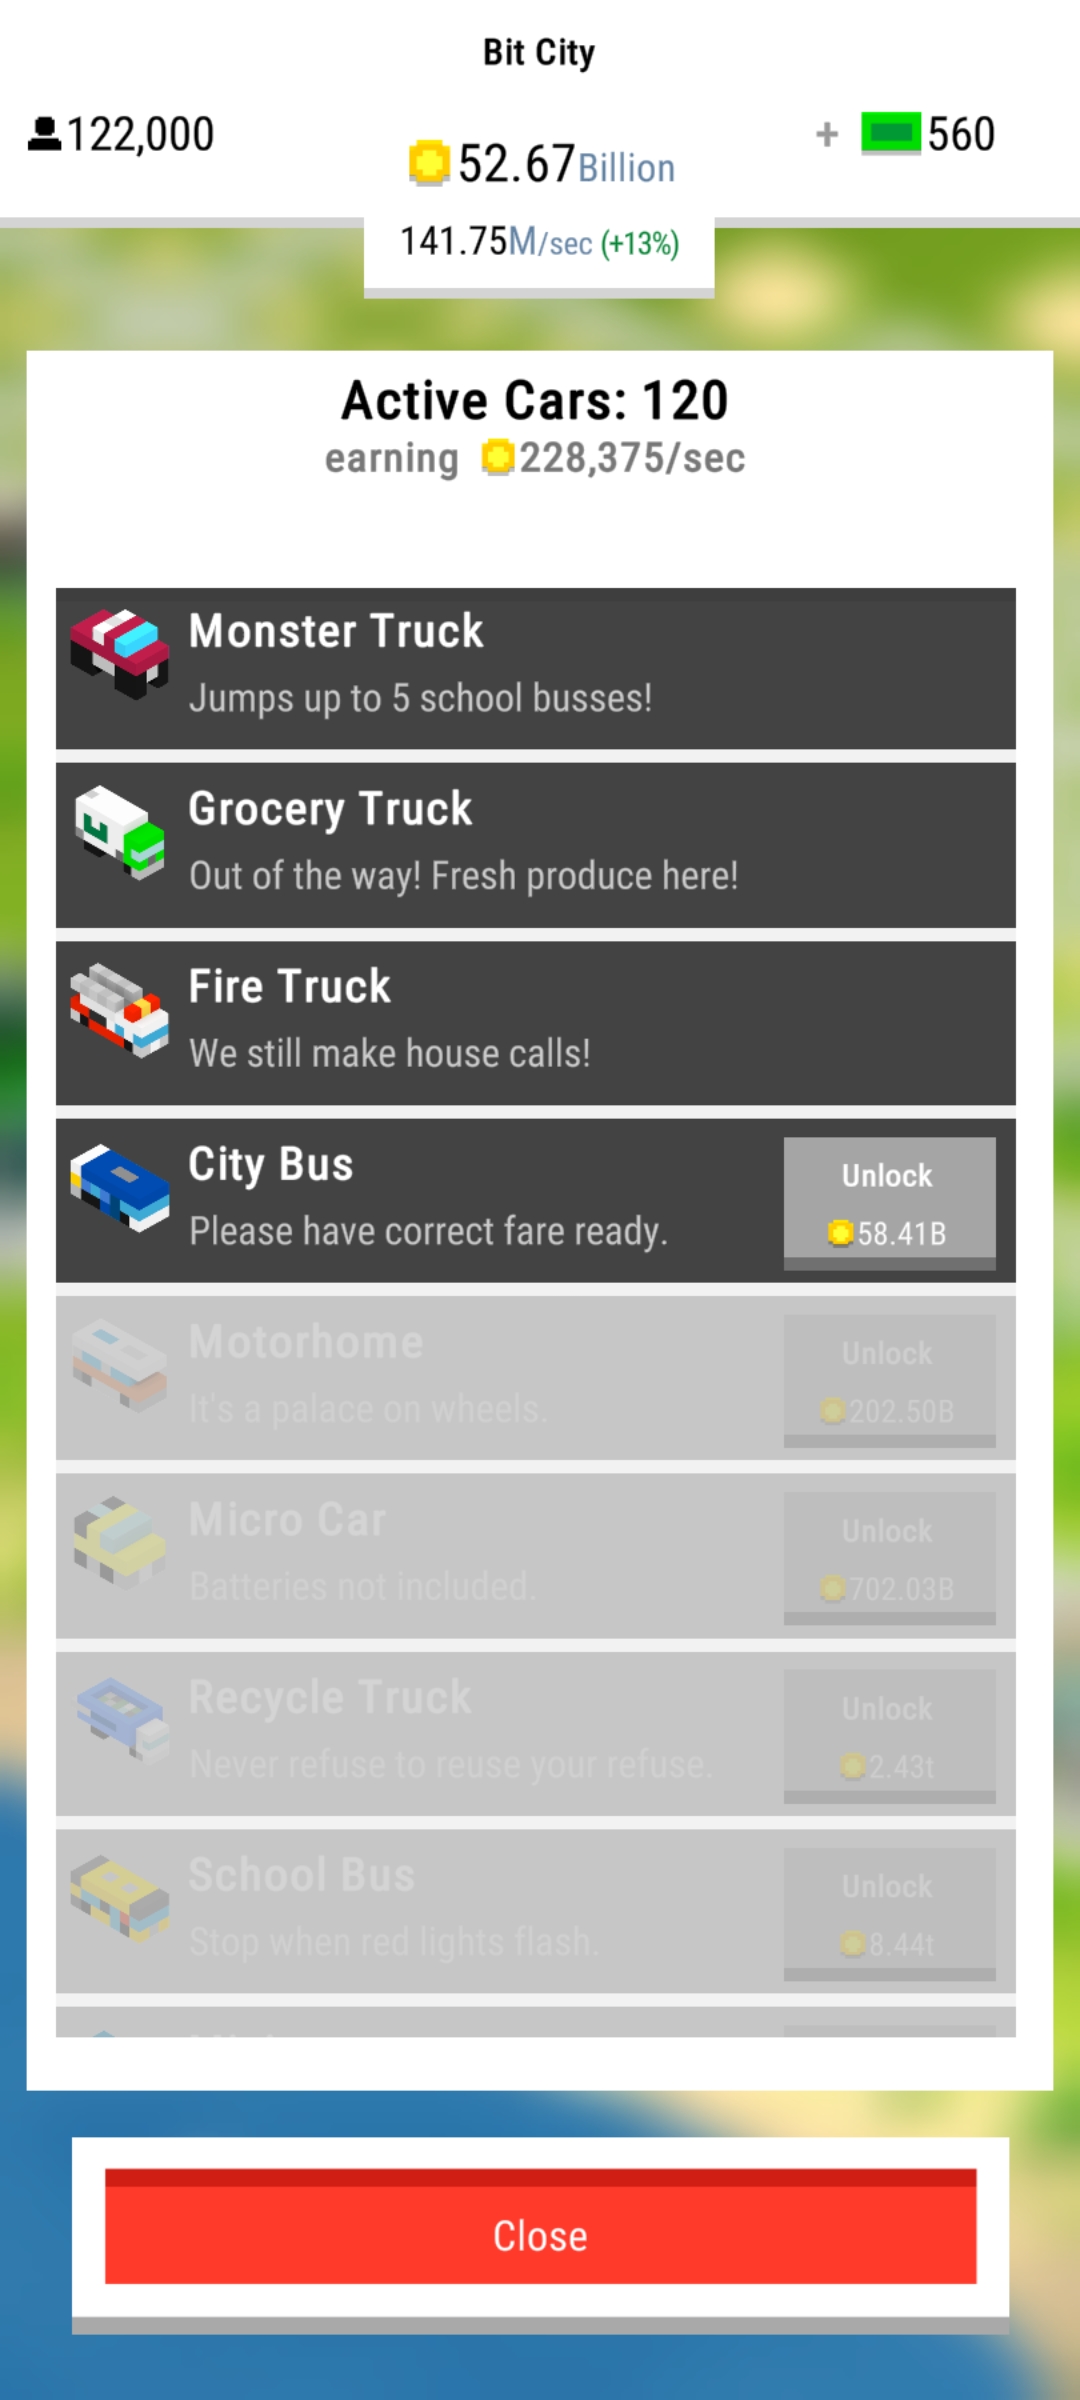 Bit City
122,000
52.67Billion
+ 560
141.75M/sec (+13%)
Active Cars: 120
earning 228,375/sec
Monster Truck
Jumps up to 5 school busses!
Grocery Truck
Out of the way! Fresh produce here!
Fire Truck
We still make house calls!
City Bus
Please have correct fare ready.
Unlock
58.41B
Motorhome
It's a palace on wheels.
Unlock
202.50B
Micro Car
Batteries not included.
Unlock
702.03B
Recycle Truck
Never refuse to reuse your refuse.
Unlock
2.43t
School Bus
Stop when red lights flash.
Unlock
8.44t
Close